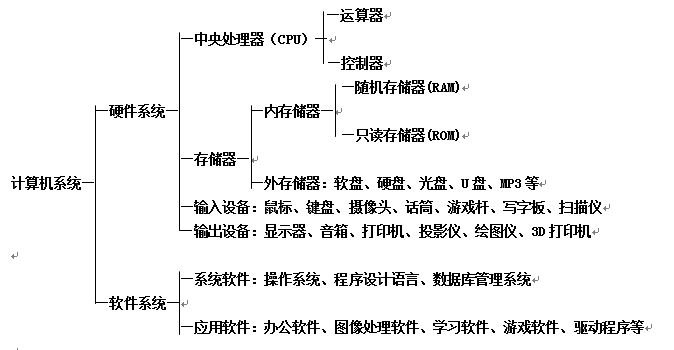 运算器
中央处理器（CPU）
控制器
随机存储器(RAM)
硬件系统
内存储器
只读存储器(ROM)
存储器
计算机系统
外存储器：软盘、硬盘、光盘、U盘、MP3等
输入设备：鼠标、键盘、摄像头、话筒、游戏杆、写字板、扫描仪
输出设备：显示器、音箱、打印机、投影仪、绘图仪、3D打印机
系统软件：操作系统、程序设计语言、数据库管理系统
软件系统
应用软件：办公软件、图像处理软件、学习软件、游戏软件、驱动程序等